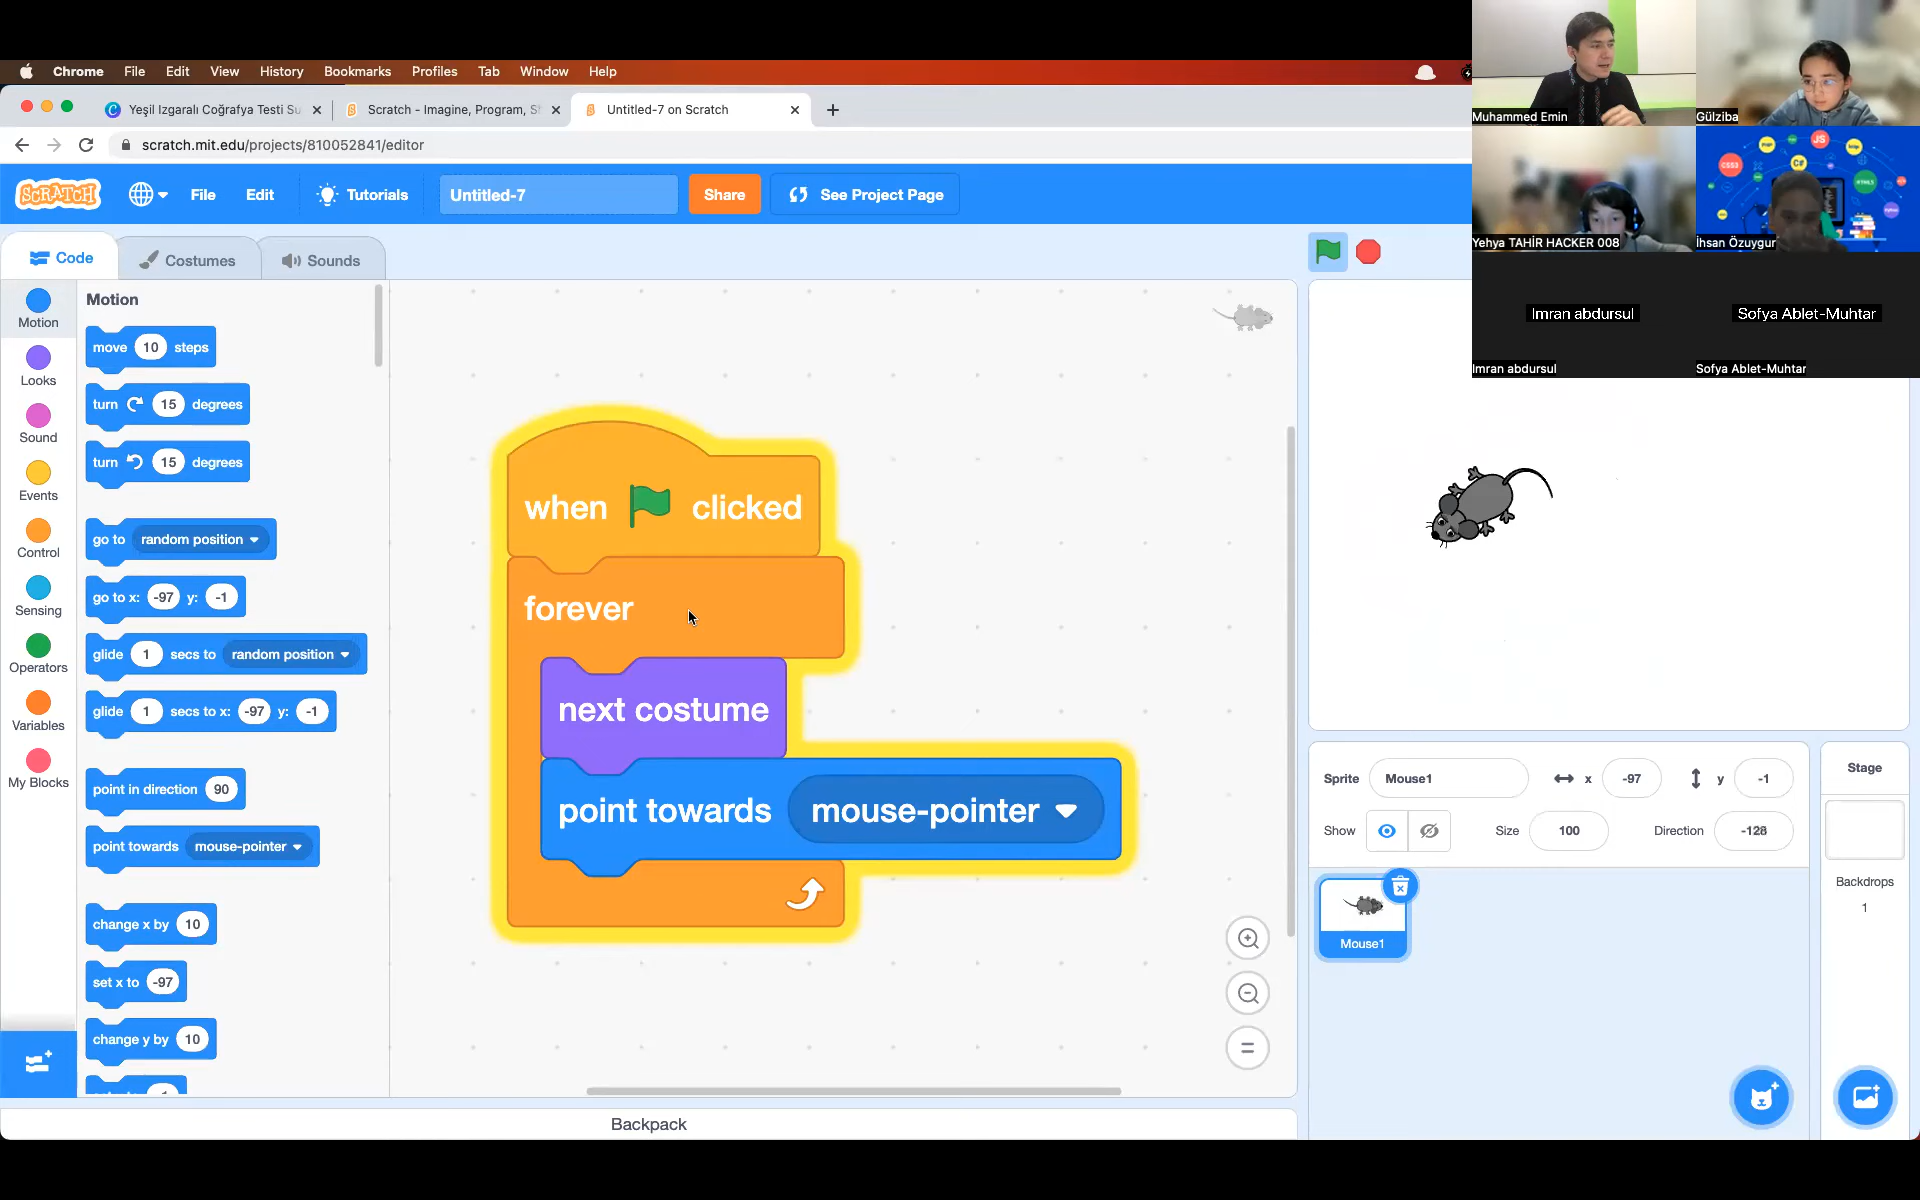 Chrome File Edit View History Bookmarks Profiles Tab Window Help
Yeşil Izgaralı Coğrafya Testi Su
Scratch - Imagine, Program, S
Untitled-7 on Scratch
scratch.mit.edu/projects/810052841/editor
SCRATCH
File
Edit
Tutorials
Untitled-7
Share
See Project Page
Code
Costumes
Sounds
Motion
Looks
Sound
Events
Control
Sensing
Operators
Variables
My Blocks
Motion
move 10 steps
turn 15 degrees
turn 15 degrees
go to random position
go to x: -97 y: -1
glide 1 secs to random position
glide 1 secs to x: -97 y: -1
point in direction 90
point towards mouse-pointer
change x by 10
set x to -97
change y by 10
when clicked
forever
next costume
point towards mouse-pointer
Backpack
Muhammed Emin
Gülziba
Yehya TAHİR HACKER 008
İhsan Özuygur
CSS3
JS
C#
HTML5
Imran abdursul
Sofya Ablet-Muhtar
Imran abdursul
Sofya Ablet-Muhtar
Sprite Mouse1 x -97 y -1
Show Size 100 Direction -128
Mouse1
Stage
Backdrops
1